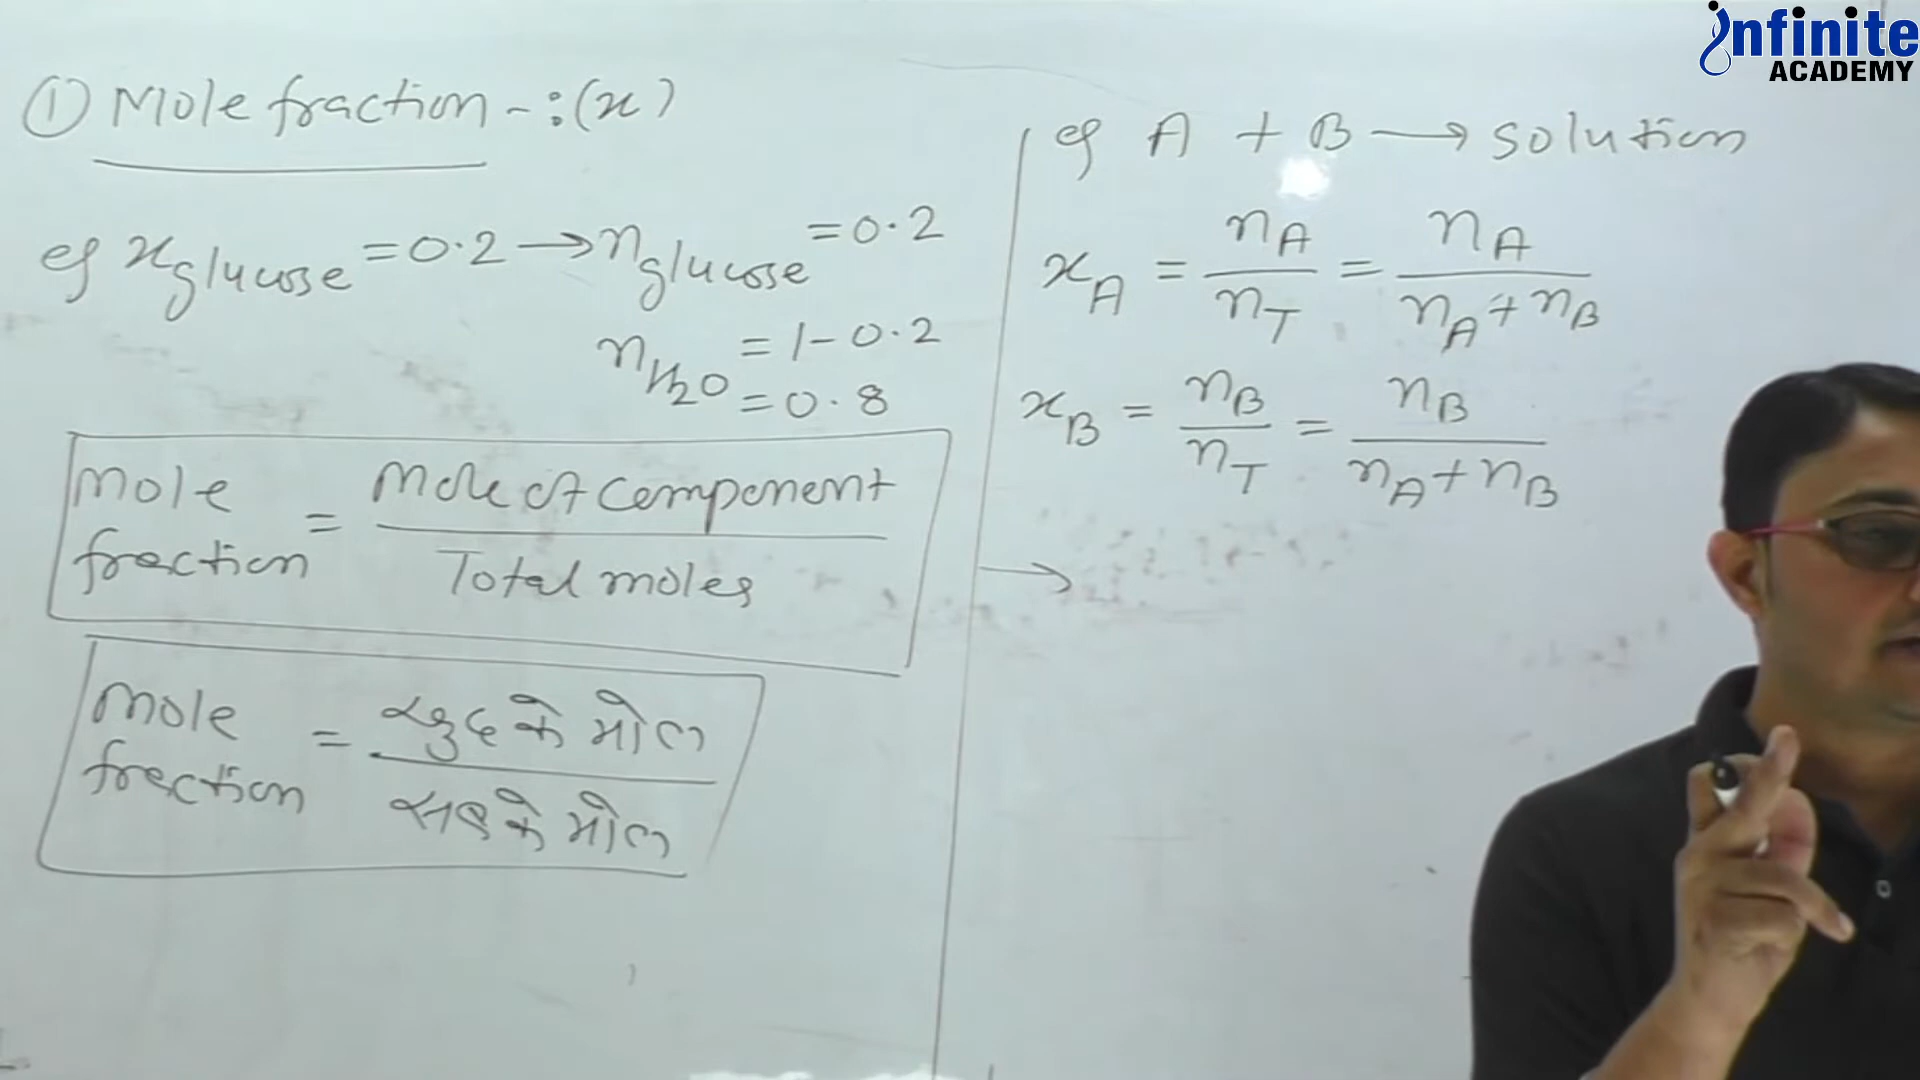 ① Mole fraction -:(x)
eg x glucose = 0.2 → n glucose = 0.2
n H2O = 1 - 0.2
= 0.8
mole fraction = Mole of component / Total moles
mole fraction = खुद के मोल / सब के मोल
eg A + B → solution
xA = nA / nT = nA / nA + nB
xB = nB / nT = nB / nA + nB
→
infinite
ACADEMY